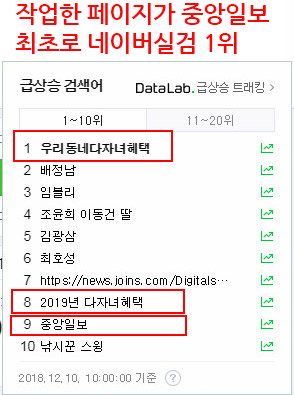 작업한 페이지가 중앙일보
최초로 네이버실검 1위
급상승 검색어 DataLab. 급상승 트래킹 >
1~10위 11~20위
1 우리동네다자녀혜택
2 배정남
3 임블리
4 조윤희 이동건 딸
5 김광삼
6 최호성
7 https://news.joins.com/Digitals…
8 2019년 다자녀혜택
9 중앙일보
10 낚시꾼 스윙
2018.12.10. 10:00:00 기준 ?